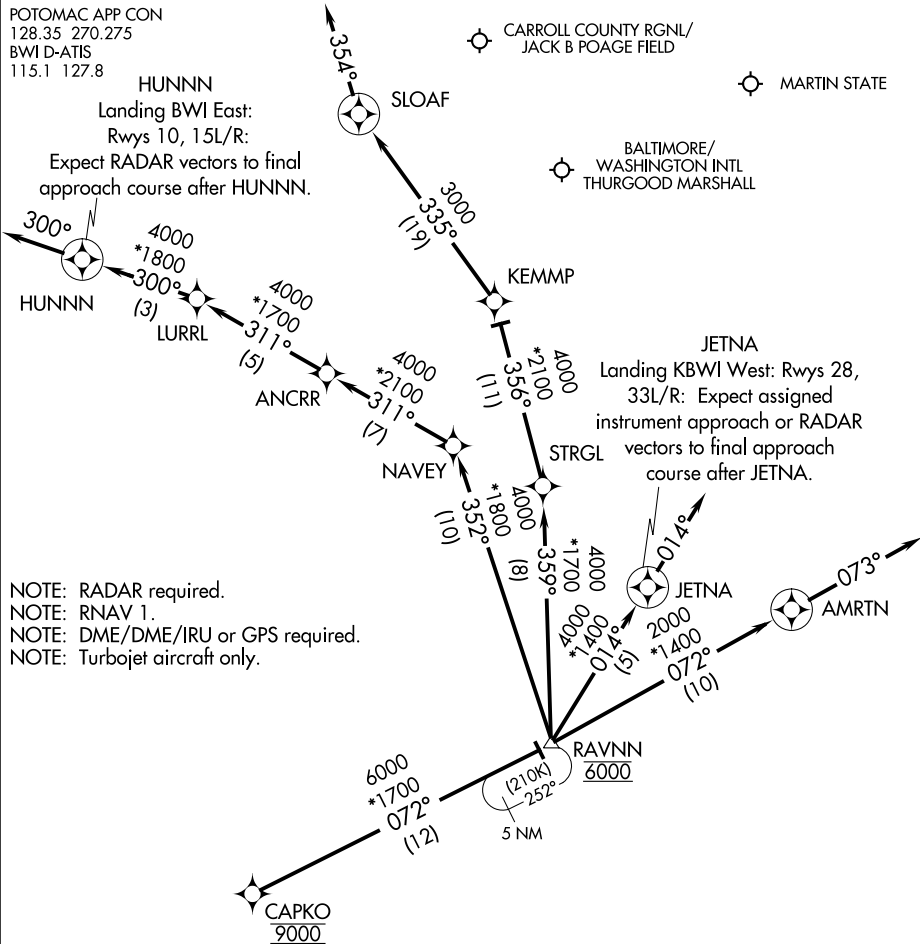 POTOMAC APP CON
128.35 270.275
BWI D-ATIS
115.1 127.8
HUNNN
Landing BWI East:
Rwys 10, 15L/R:
Expect RADAR vectors to final
approach course after HUNNN.
354°
SLOAF
CARROLL COUNTY RGNL/
JACK B POAGE FIELD
MARTIN STATE
BALTIMORE/
WASHINGTON INTL
THURGOOD MARSHALL
3000
335°
(19)
KEMMP
300°
HUNNN
4000
*1800
300°
(3)
LURRL
4000
*1700
311°
(5)
ANCRR
4000
*2100
311°
(7)
NAVEY
4000
*2100
356°
(11)
STRGL
JETNA
Landing KBWI West: Rwys 28,
33L/R: Expect assigned
instrument approach or RADAR
vectors to final approach
course after JETNA.
4000
*1800
352°
(10)
4000
*1700
359°
(8)
014°
JETNA
4000
*1400
014°
(5)
2000
*1400
072°
(10)
AMRTN
073°
NOTE: RADAR required.
NOTE: RNAV 1.
NOTE: DME/DME/IRU or GPS required.
NOTE: Turbojet aircraft only.
RAVNN
6000
(210K)
252°
5 NM
6000
*1700
072°
(12)
CAPKO
9000